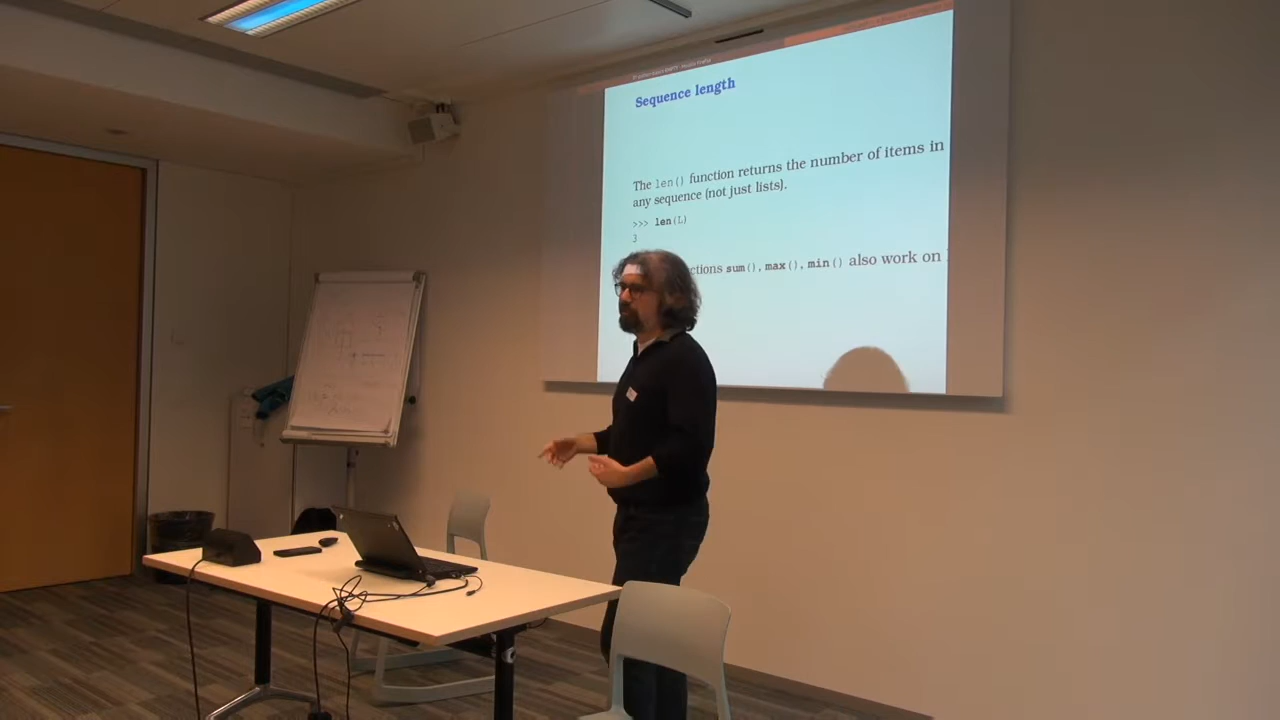 Sequence length
The len() function returns the number of items in
any sequence (not just lists).
>>> len(L)
3
ctions sum(), max(), min() also work on